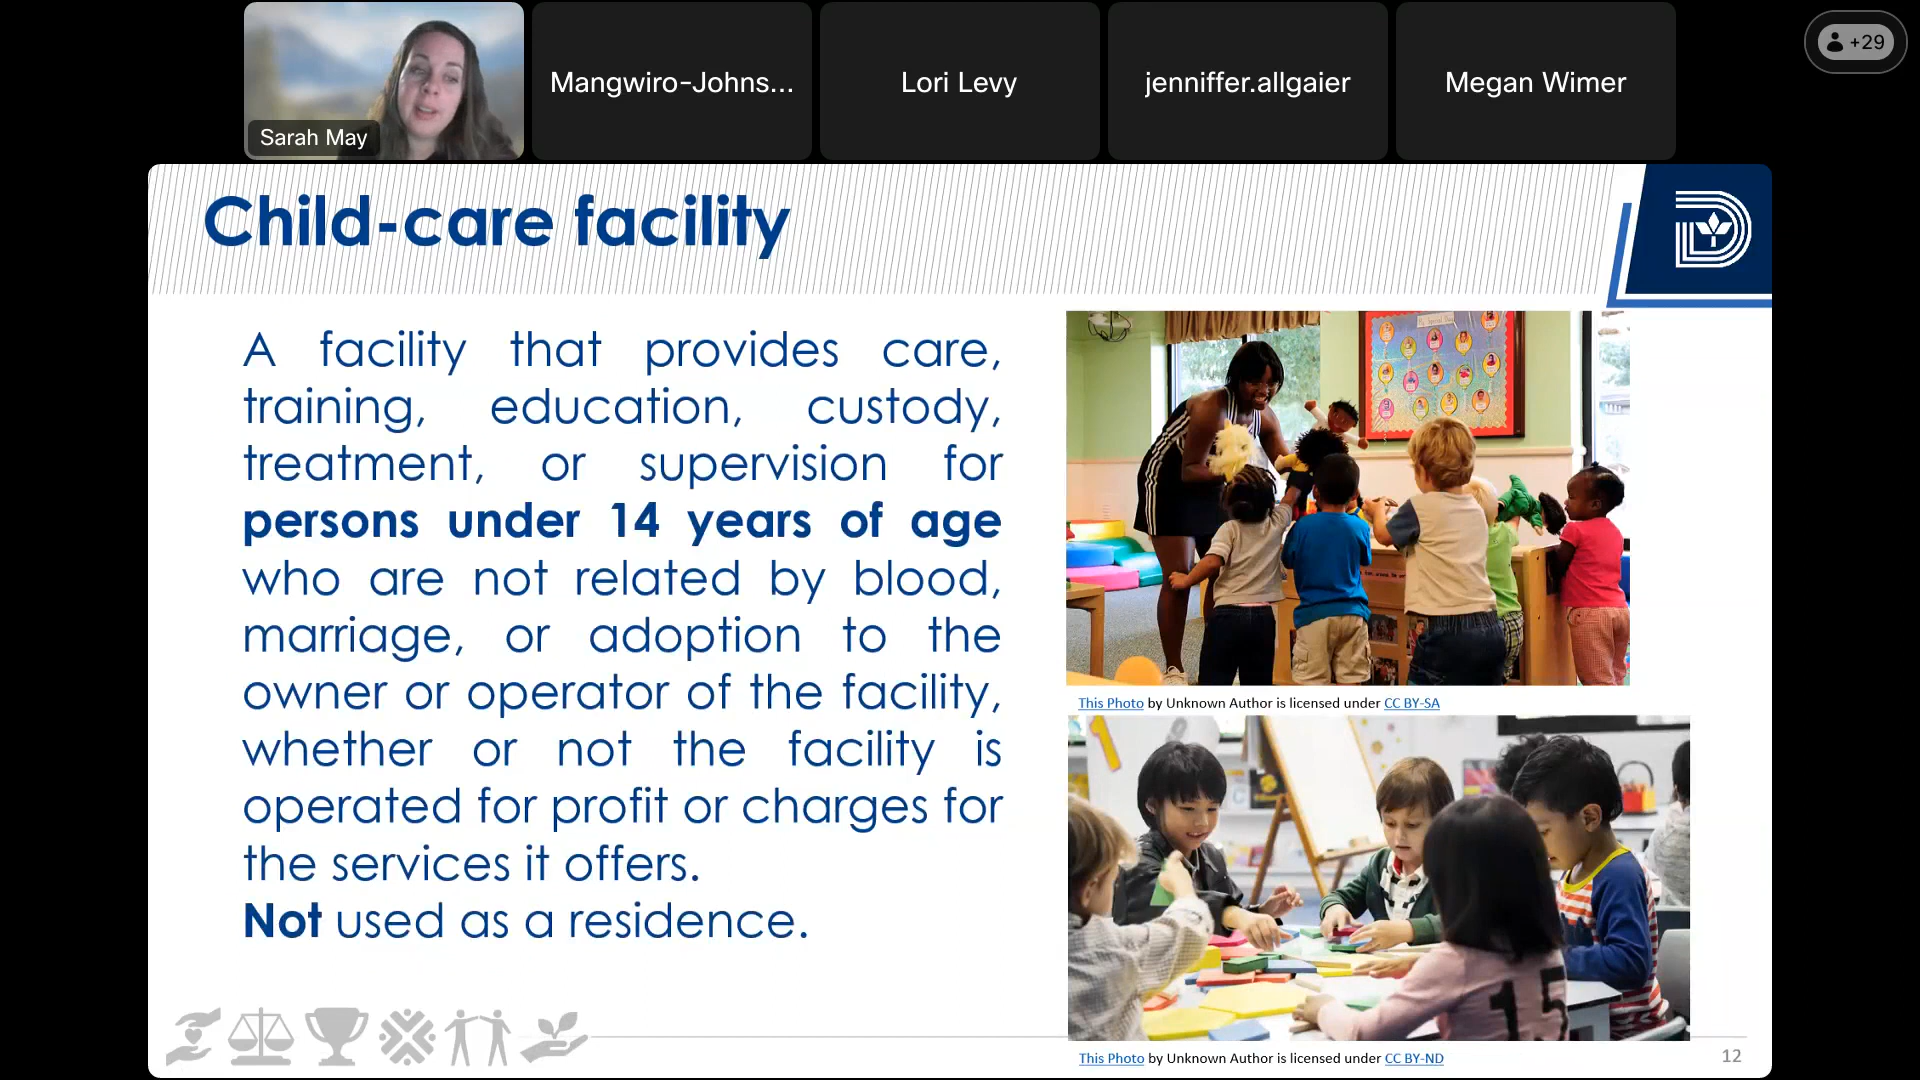 Sarah May
Mangwiro-Johns...
Lori Levy
jenniffer.allgaier
Megan Wimer
+29
Child-care facility
A facility that provides care,
training, education, custody,
treatment, or supervision for
persons under 14 years of age
who are not related by blood,
marriage, or adoption to the
owner or operator of the facility,
whether or not the facility is
operated for profit or charges for
the services it offers.
Not used as a residence.
This Photo by Unknown Author is licensed under CC BY-SA
15
This Photo by Unknown Author is licensed under CC BY-ND
12